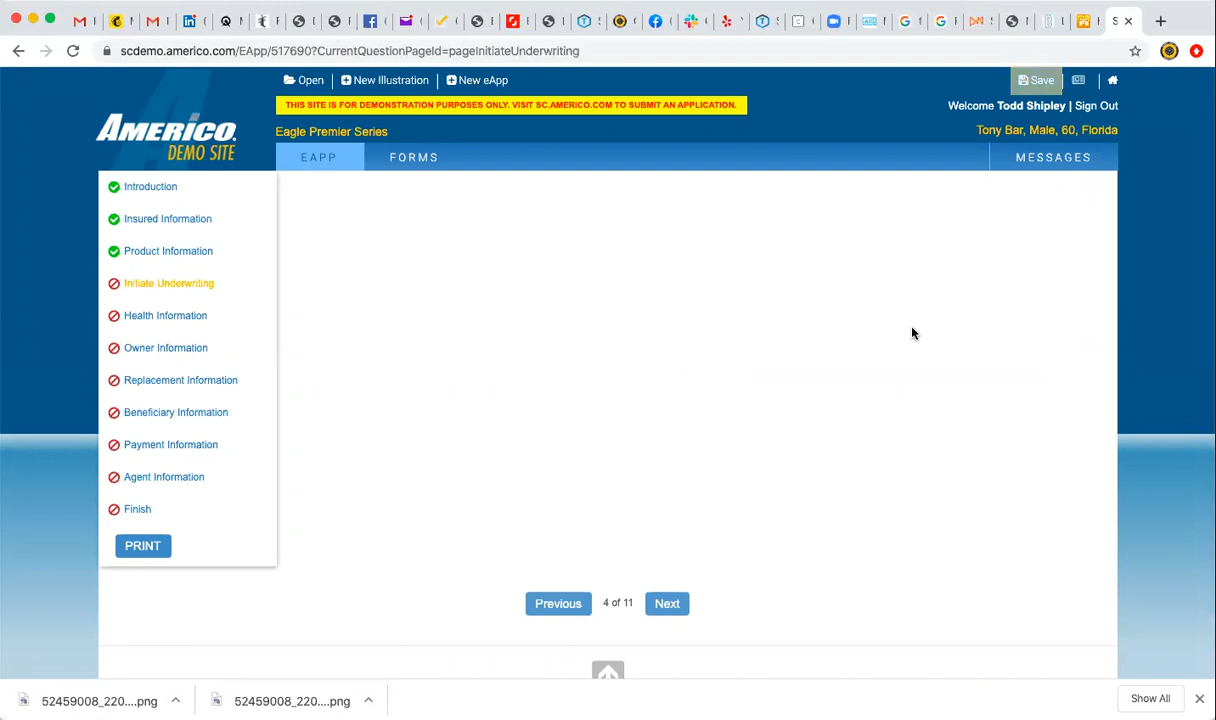 scdemo.americo.com/EApp/517690?CurrentQuestionPageId=pageInitiateUnderwriting
Open
New Illustration
New eApp
Save
THIS SITE IS FOR DEMONSTRATION PURPOSES ONLY. VISIT SC.AMERICO.COM TO SUBMIT AN APPLICATION.
Welcome Todd Shipley | Sign Out
AMERICO
DEMO SITE
Eagle Premier Series
Tony Bar, Male, 60, Florida
EAPP
FORMS
MESSAGES
Introduction
Insured Information
Product Information
Initiate Underwriting
Health Information
Owner Information
Replacement Information
Beneficiary Information
Payment Information
Agent Information
Finish
PRINT
Previous
4 of 11
Next
52459008_220....png
52459008_220....png
Show All